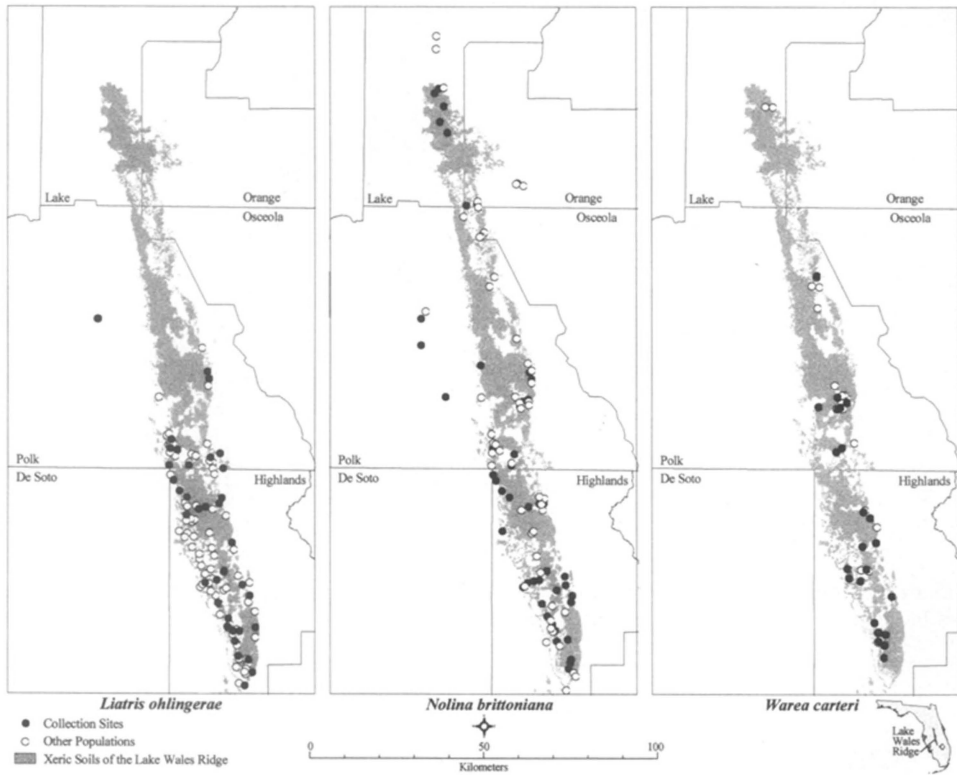 Lake
Orange
Osceola
Polk
De Soto
Highlands
Lake
Orange
Osceola
Polk
De Soto
Highlands
Lake
Orange
Osceola
Polk
De Soto
Highlands
Liatris ohlingerae
Nolina brittoniana
Warea carteri
Collection Sites
Other Populations
Xeric Soils of the Lake Wales Ridge
0
50
100
Kilometers
Lake
Wales
Ridge